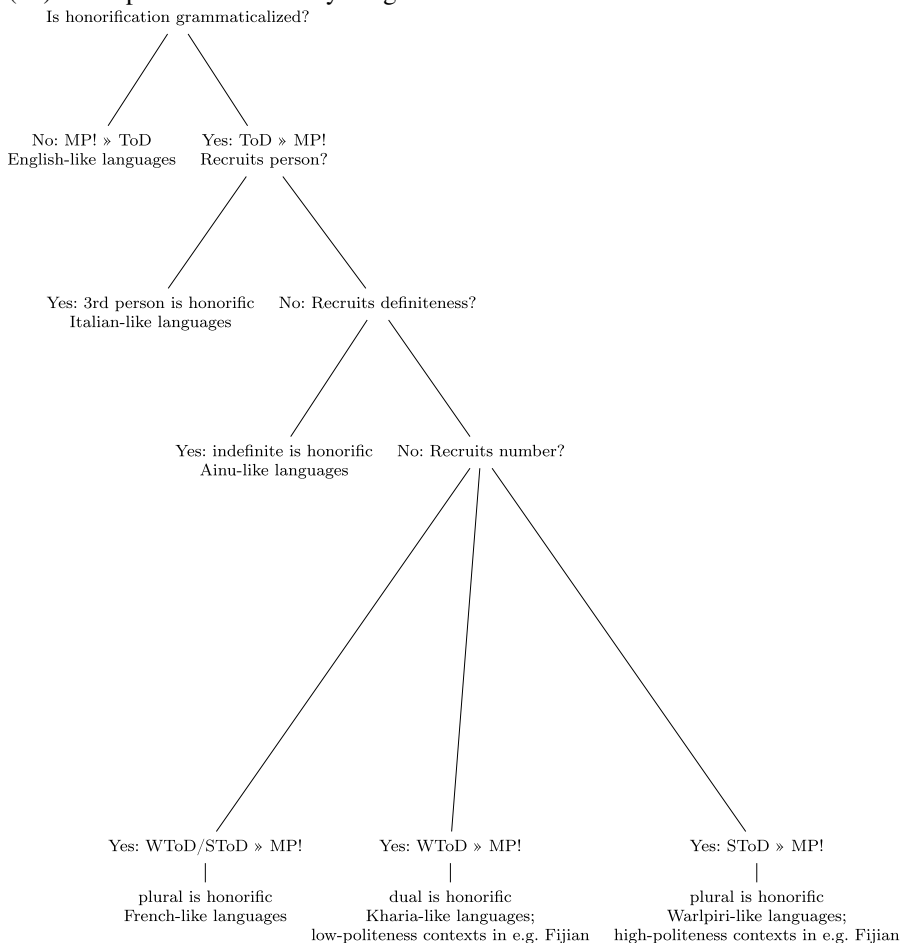 Is honorification grammaticalized?
No: MP! » ToD
English-like languages
Yes: ToD » MP!
Recruits person?
Yes: 3rd person is honorific
Italian-like languages
No: Recruits definiteness?
Yes: indefinite is honorific
Ainu-like languages
No: Recruits number?
Yes: WToD/SToD » MP!
plural is honorific
French-like languages
Yes: WToD » MP!
dual is honorific
Kharia-like languages;
low-politeness contexts in e.g. Fijian
Yes: SToD » MP!
plural is honorific
Warlpiri-like languages;
high-politeness contexts in e.g. Fijian